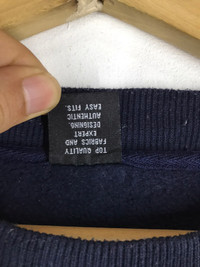 TOP QUALITY
FABRICS AND
EXPERT
DESIGNING.
AUTHENTIC
EASY FITS.